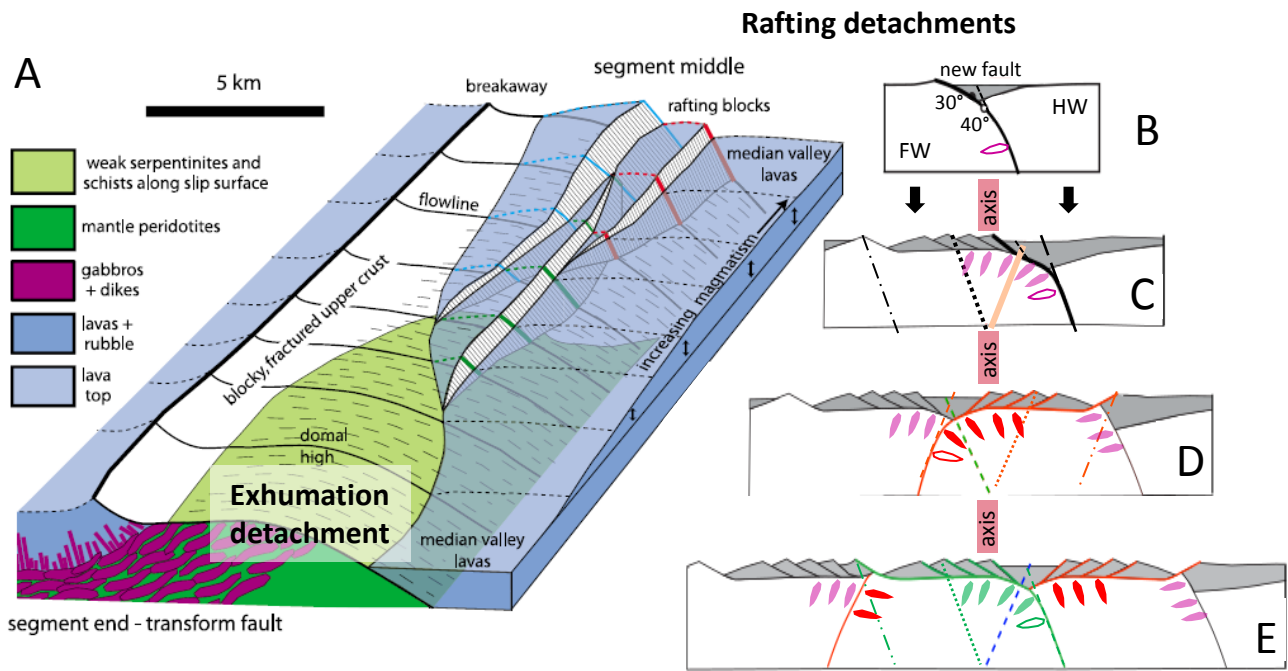 Rafting detachments
A
5 km
segment middle
breakaway
rafting blocks
median valley
lavas
weak serpentinites and
schists along slip surface
mantle peridotites
gabbros
+ dikes
lavas +
rubble
lava
top
flowline
blocky, fractured upper crust
increasing magmatism
domal
high
Exhumation
detachment
median valley
lavas
segment end - transform fault
new fault
30°
40°
HW
FW
B
axis
C
axis
D
axis
E